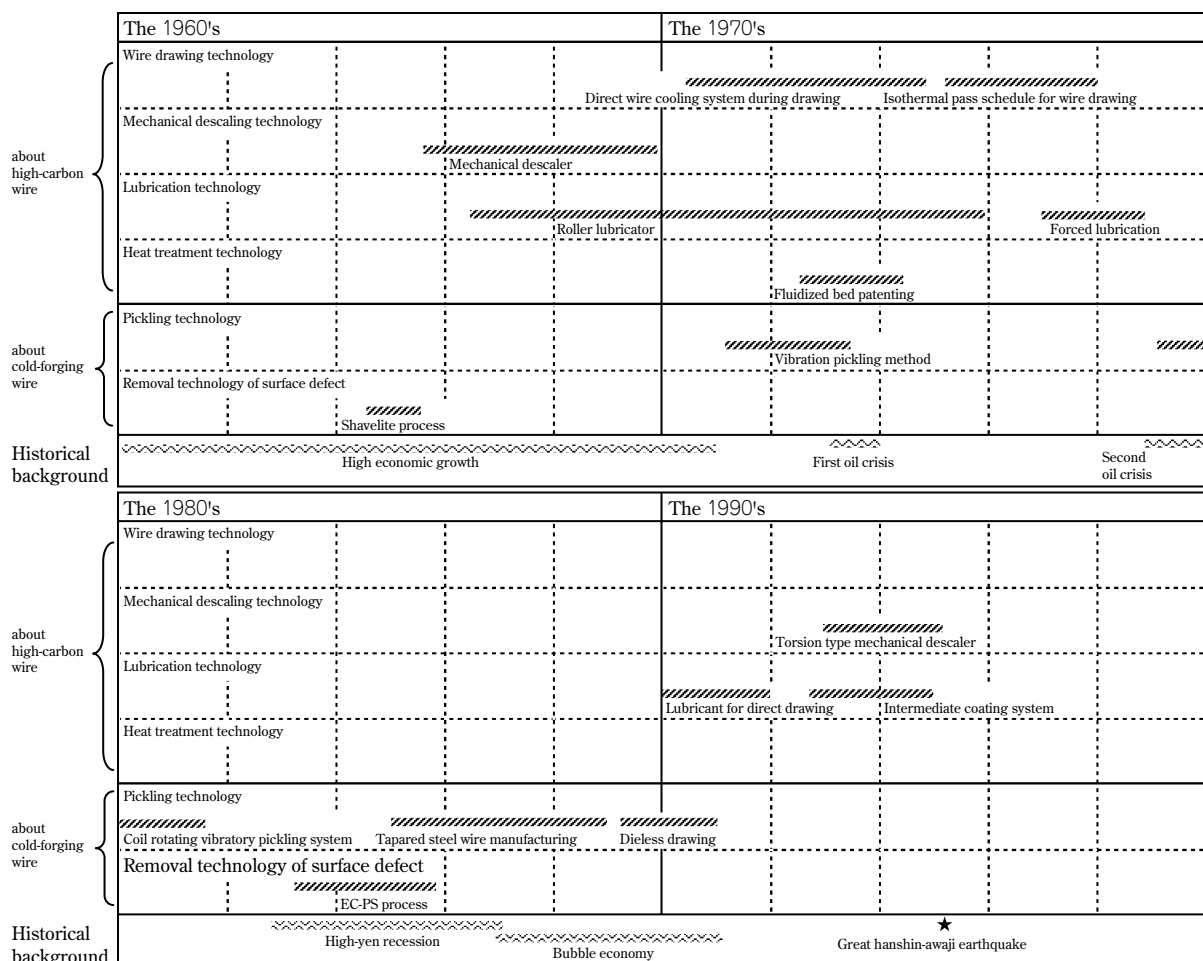 The 1960's
The 1970's
about
high-carbon
wire
Wire drawing technology
Direct wire cooling system during drawing
Isothermal pass schedule for wire drawing
Mechanical descaling technology
Mechanical descaler
Lubrication technology
Roller lubricator
Forced lubrication
Heat treatment technology
Fluidized bed patenting
about
cold-forging
wire
Pickling technology
Vibration pickling method
Removal technology of surface defect
Shavelite process
Historical
background
High economic growth
First oil crisis
Second
oil crisis
The 1980's
The 1990's
about
high-carbon
wire
Wire drawing technology
Mechanical descaling technology
Torsion type mechanical descaler
Lubrication technology
Lubricant for direct drawing
Intermediate coating system
Heat treatment technology
about
cold-forging
wire
Pickling technology
Coil rotating vibratory pickling system
Tapared steel wire manufacturing
Dieless drawing
Removal technology of surface defect
EC-PS process
Historical
background
High-yen recession
Bubble economy
Great hanshin-awaji earthquake